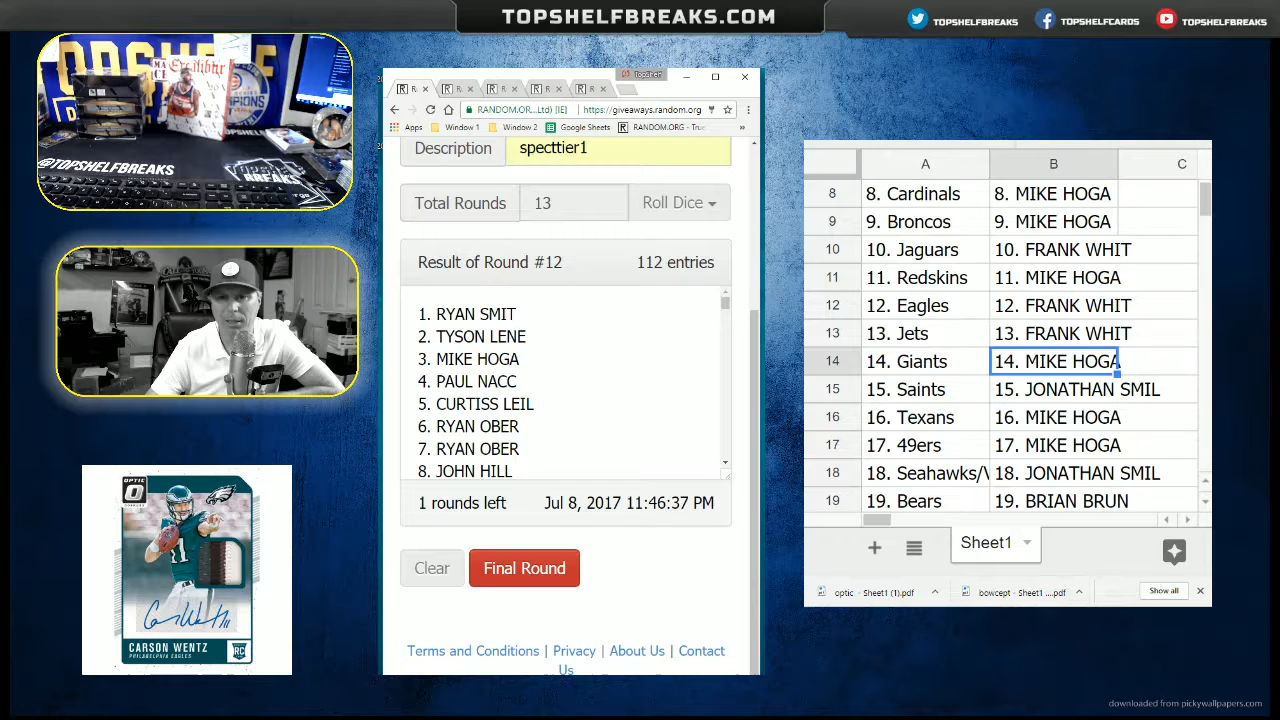 TOPSHELFBREAKS.COM
TOPSHELFBREAKS
TOPSHELFCARDS
TOPSHELFBREAKS
Excalibur
@TOPSHELFBREAKS
TOPSHELF
BREAKS
TopShelf
RANDOM.OR...Ltd) [IE]
https://giveaways.random.org
Apps
Window 1
Window 2
Google Sheets
RANDOM.ORG - True
»
Description
specttier1
Total Rounds
13
Roll Dice
Result of Round #12
112 entries
1. RYAN SMIT
2. TYSON LENE
3. MIKE HOGA
4. PAUL NACC
5. CURTISS LEIL
6. RYAN OBER
7. RYAN OBER
8. JOHN HILL
1 rounds left
Jul 8, 2017 11:46:37 PM
Clear
Final Round
Terms and Conditions | Privacy | About Us | Contact
Us
A B C
8 8. Cardinals 8. MIKE HOGA
9 9. Broncos 9. MIKE HOGA
10 10. Jaguars 10. FRANK WHIT
11 11. Redskins 11. MIKE HOGA
12 12. Eagles 12. FRANK WHIT
13 13. Jets 13. FRANK WHIT
14 14. Giants 14. MIKE HOGA
15 15. Saints 15. JONATHAN SMIL
16 16. Texans 16. MIKE HOGA
17 17. 49ers 17. MIKE HOGA
18 18. Seahawks/V 18. JONATHAN SMIL
19 19. Bears 19. BRIAN BRUN
Sheet1
optic - Sheet1 (1).pdf
bowcept - Sheet1 ....pdf
Show all
OPTIC
11
CARSON WENTZ
PHILADELPHIA EAGLES
RC
downloaded from pickywallpapers.com